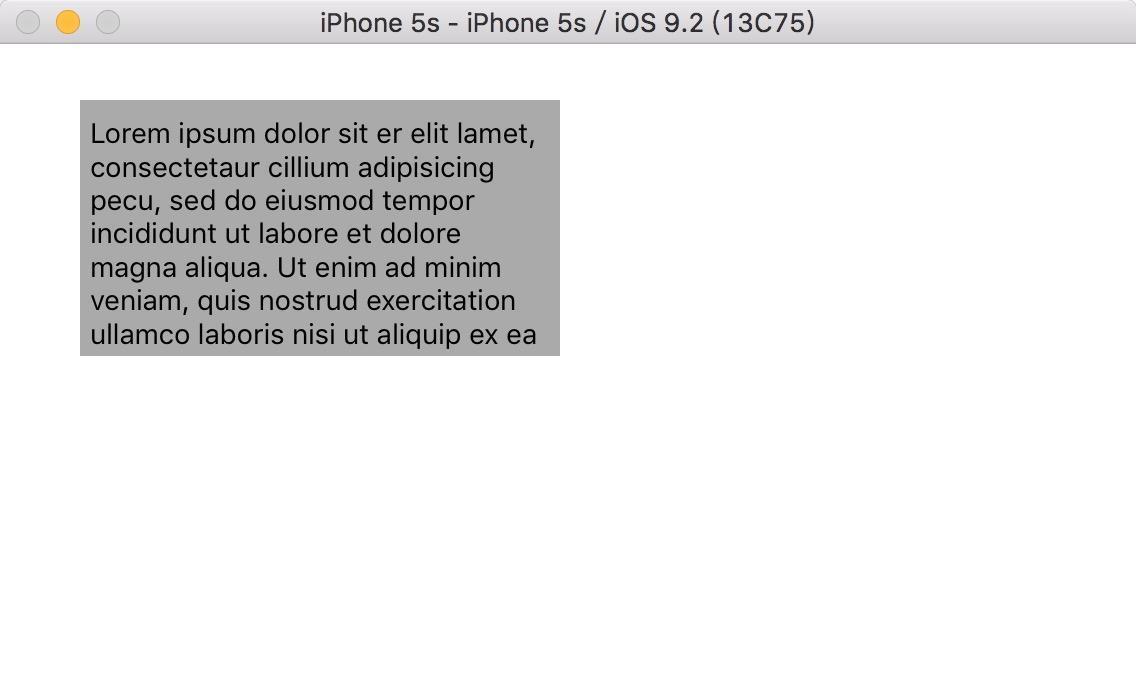 iPhone 5s - iPhone 5s / iOS 9.2 (13C75)
Lorem ipsum dolor sit er elit lamet,
consectetaur cillium adipisicing
pecu, sed do eiusmod tempor
incididunt ut labore et dolore
magna aliqua. Ut enim ad minim
veniam, quis nostrud exercitation
ullamco laboris nisi ut aliquip ex ea